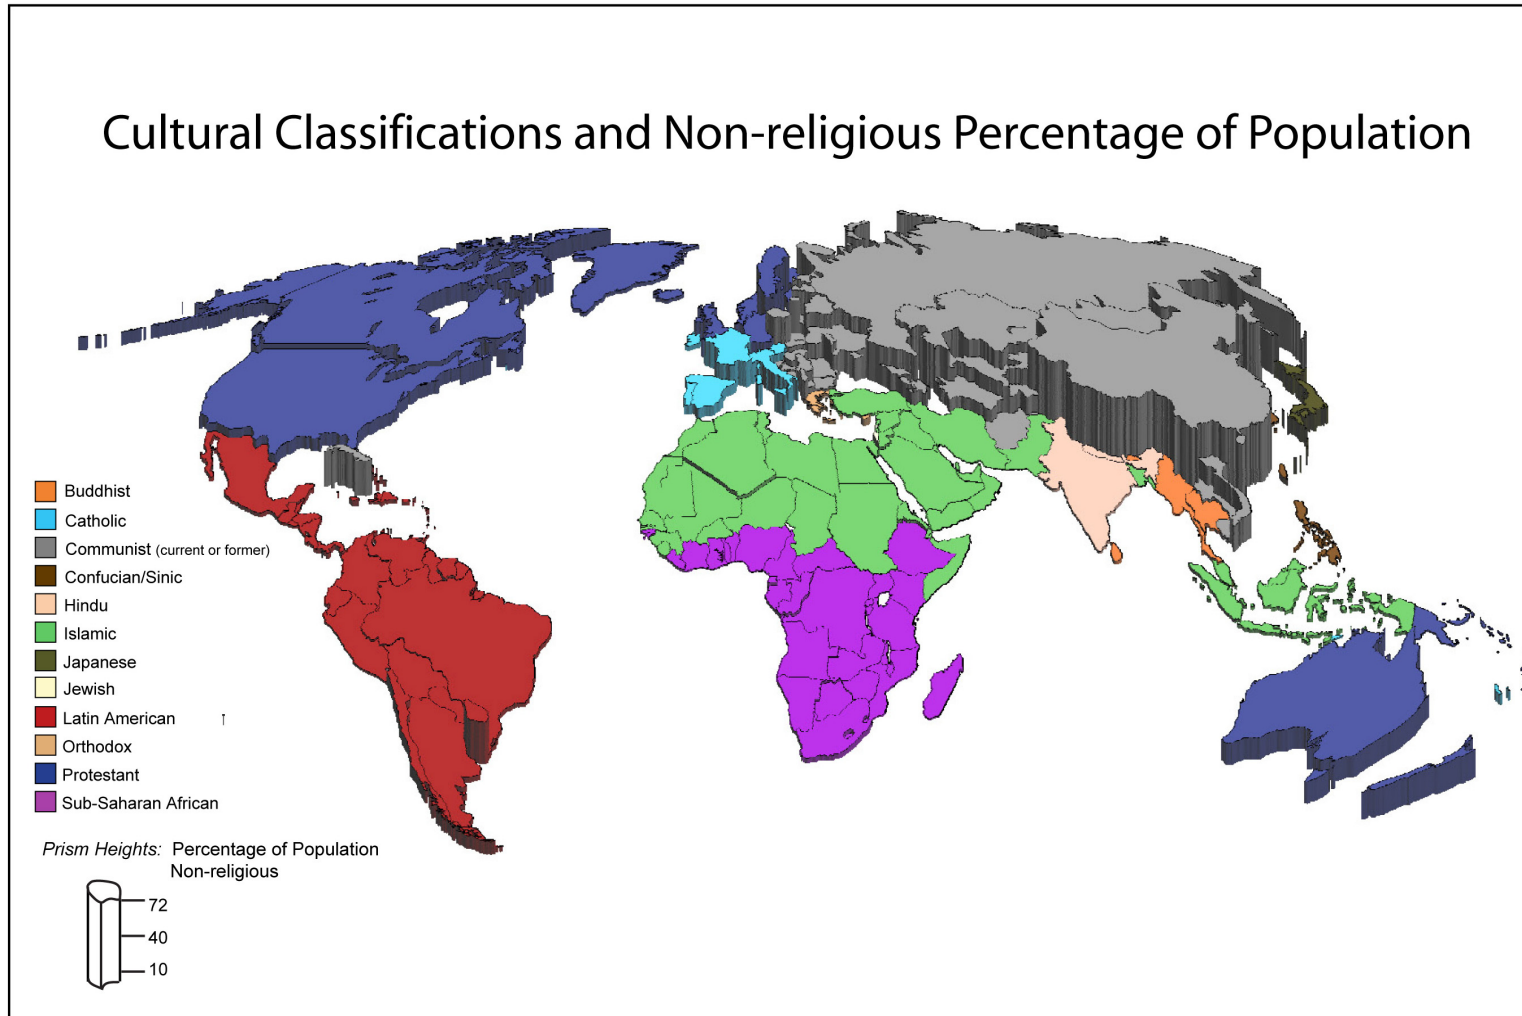 Cultural Classifications and Non-religious Percentage of Population
Buddhist
Catholic
Communist (current or former)
Confucian/Sinic
Hindu
Islamic
Japanese
Jewish
Latin American
Orthodox
Protestant
Sub-Saharan African
Prism Heights: Percentage of Population
Non-religious
72
40
10